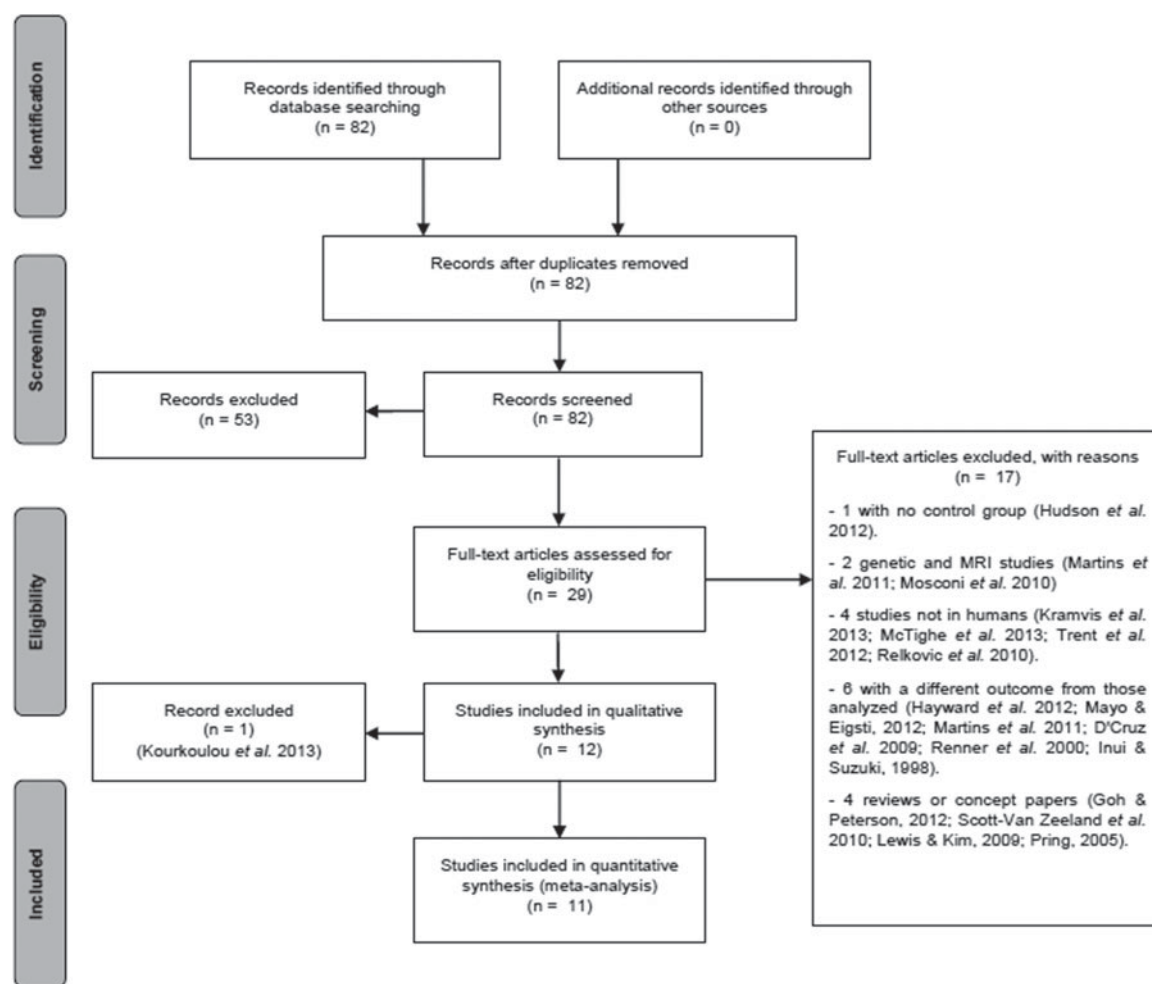 Identification
Records identified through
database searching
(n = 82)
Additional records identified through
other sources
(n = 0)
Screening
Records after duplicates removed
(n = 82)
Records excluded
(n = 53)
Records screened
(n = 82)
Eligibility
Full-text articles assessed for
eligibility
(n = 29)
Full-text articles excluded, with reasons
(n = 17)
- 1 with no control group (Hudson et al.
2012).
- 2 genetic and MRI studies (Martins et
al. 2011; Mosconi et al. 2010)
- 4 studies not in humans (Kramvis et al.
2013; McTighe et al. 2013; Trent et al.
2012; Relkovic et al. 2010).
- 6 with a different outcome from those
analyzed (Hayward et al. 2012; Mayo &
Eigsti, 2012; Martins et al. 2011; D'Cruz
et al. 2009; Renner et al. 2000; Inui &
Suzuki, 1998).
- 4 reviews or concept papers (Goh &
Peterson, 2012; Scott-Van Zeeland et al.
2010; Lewis & Kim, 2009; Pring, 2005).
Record excluded
(n = 1)
(Kourkoulou et al. 2013)
Studies included in qualitative
synthesis
(n = 12)
Included
Studies included in quantitative
synthesis (meta-analysis)
(n = 11)